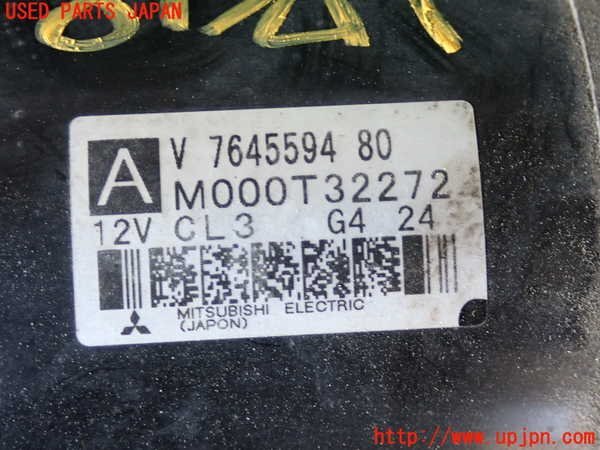 USED PARTS JAPAN
A
V 7645594 80
M000T32272
12V CL3 G4 24
MITSUBISHI ELECTRIC
(JAPON)
http://www.upjpn.com/